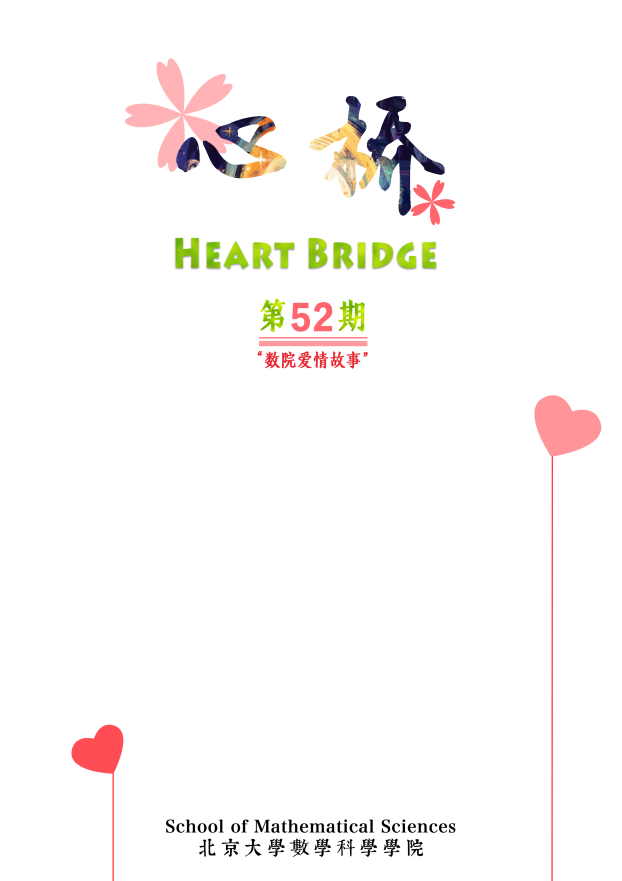 心桥
HEART BRIDGE
第52期
“数院爱情故事”
School of Mathematical Sciences
北京大學數學科學學院